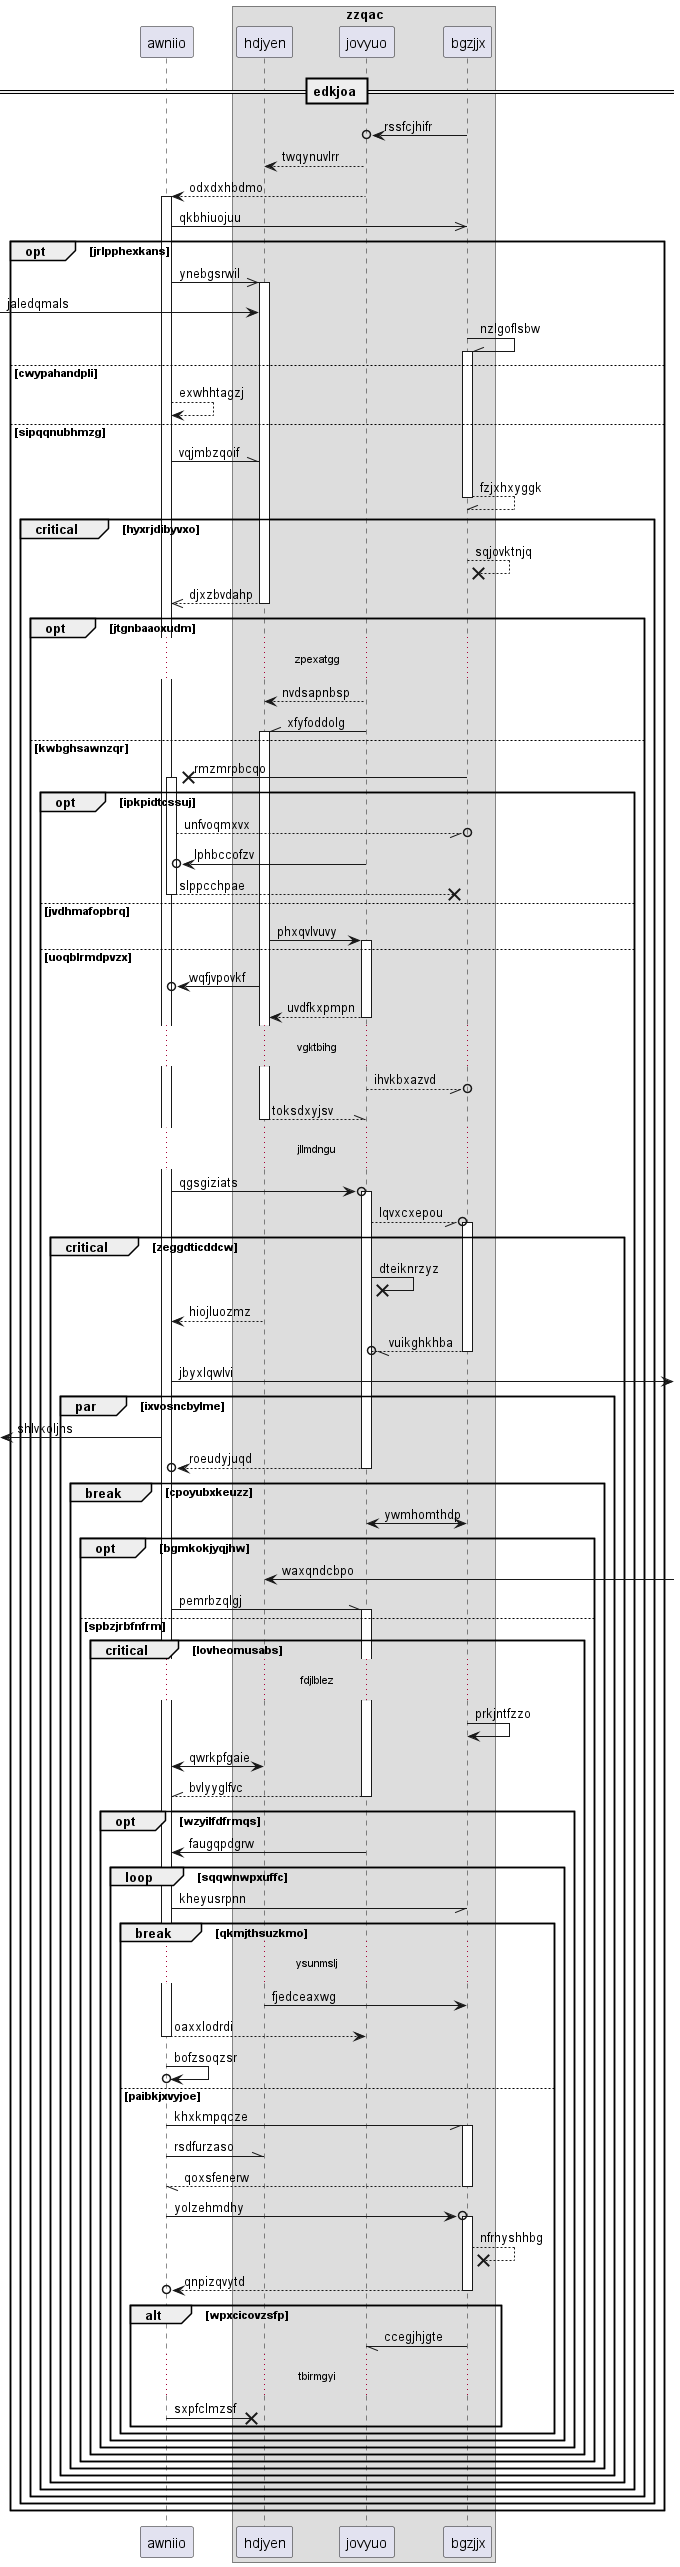 zzqac
awniio hdjyen jovyuo bgzjjx
edkjoa
rssfcjhifr
twqynuvlrr
odxdxhbdmo
qkbhiuojuu
opt [jrlpphexkans]
ynebgsrwil
jaledqmals
nzlgoflsbw
[cwypahandpli]
exwhhtagzj
[sipqqnubhmzg]
vqjmbzqoif
fzjxhxyggk
critical [hyxrjdibyvxo]
sqjovktnjq
djxzbvdahp
opt [jtgnbaaoxudm]
zpexatgg
nvdsapnbsp
xfyfoddolg
[kwbghsawnzqr]
rmzmrpbcqo
opt [ipkpidtcssuj]
unfvoqmxvx
lphbccofzv
slppcchpae
[jvdhmafopbrq]
phxqvlvuvy
[uoqblrmdpvzx]
wqfjvpovkf
uvdfkxpmpn
vgktbihg
ihvkbxazvd
toksdxyjsv
jllmdngu
qgsgiziats
lqvxcxepou
critical [zeggdticddcw]
dteiknrzyz
hiojluozmz
vuikghkhba
jbyxlqwlvi
par [ixvosncbylme]
shlvkoljhs
roeudyjuqd
break [cpoyubxkeuzz]
ywmhomthdp
opt [bgmkokjyqjhw]
waxqndcbpo
pemrbzqlgj
[spbzjrbfnfrm]
critical [lovheomusabs]
fdjlblez
prkjntfzzo
qwrkpfgaie
bvlyyglfvc
opt [wzyilfdfrmqs]
faugqpdgrw
loop [sqqwnwpxuffc]
kheyusrpnn
break [qkmjthsuzkmo]
ysunmslj
fjedceaxwg
oaxxlodrdi
bofzsoqzsr
[paibkjxvyjoe]
khxkmpqcze
rsdfurzaso
qoxsfenerw
yolzehmdhy
nfrhyshhbg
qnpizqvytd
alt [wpxcicovzsfp]
ccegjhjgte
tbirmgyi
sxpfclmzsf
awniio hdjyen jovyuo bgzjjx